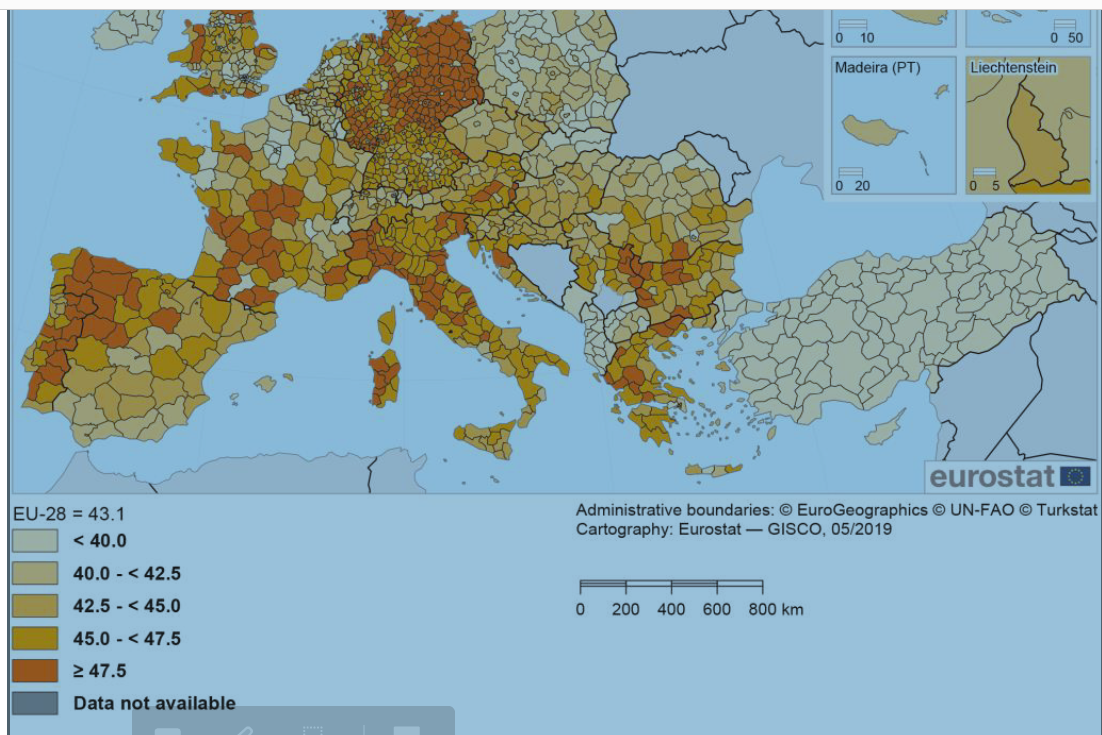 0 10
0 50
Madeira (PT)
Liechtenstein
0 20
0 5
eurostat
EU-28 = 43.1
< 40.0
40.0 - < 42.5
42.5 - < 45.0
45.0 - < 47.5
≥ 47.5
Data not available
Administrative boundaries: © EuroGeographics © UN-FAO © Turkstat
Cartography: Eurostat — GISCO, 05/2019
0 200 400 600 800 km